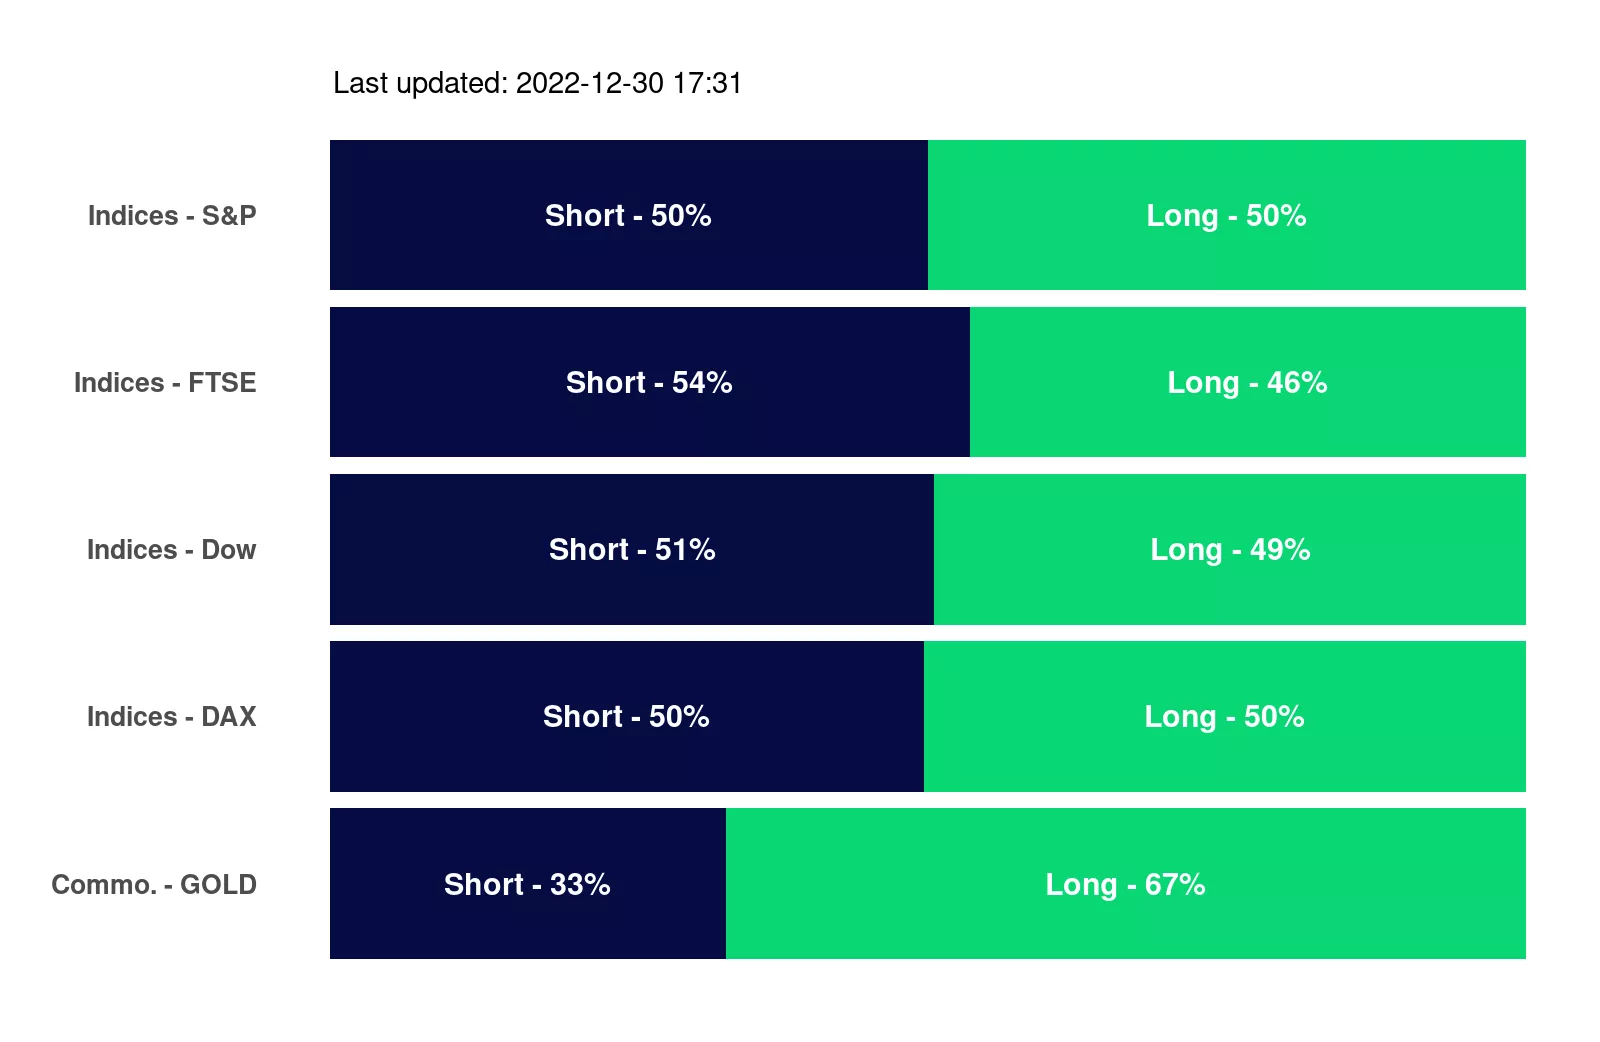 Last updated: 2022-12-30 17:31
Indices - S&P Short - 50% Long - 50%
Indices - FTSE Short - 54% Long - 46%
Indices - Dow Short - 51% Long - 49%
Indices - DAX Short - 50% Long - 50%
Commo. - GOLD Short - 33% Long - 67%